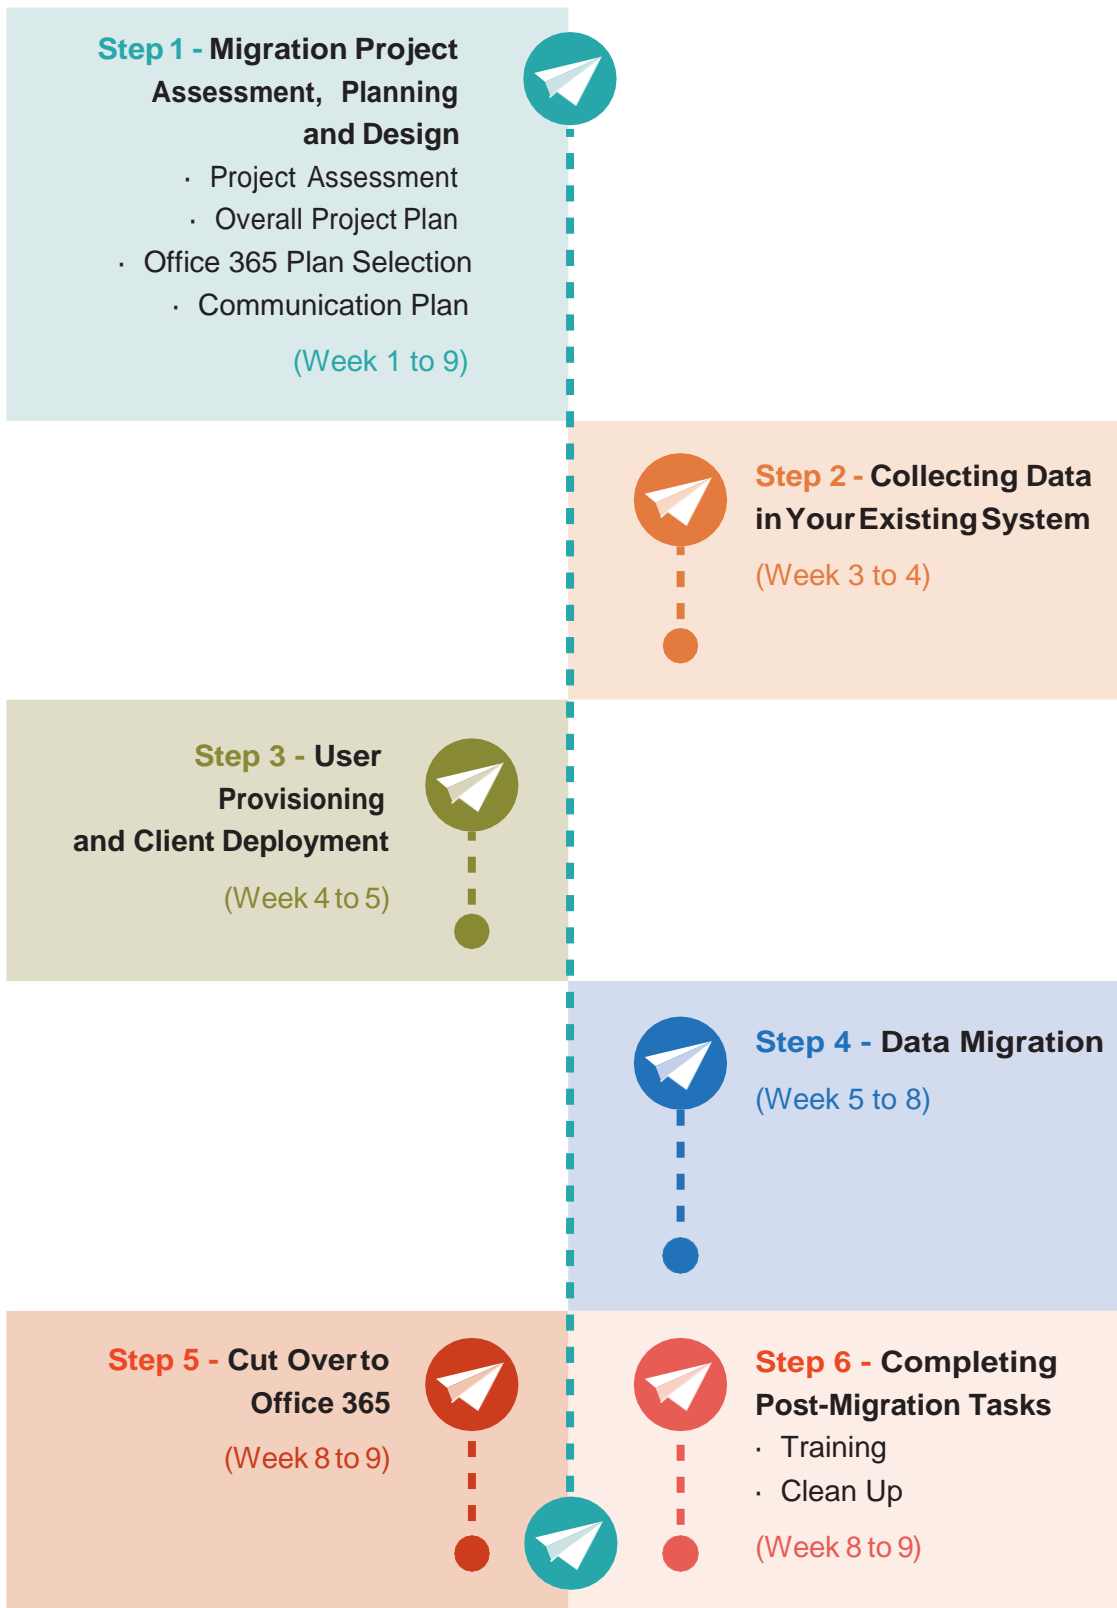 Step 1 - Migration Project
Assessment, Planning
and Design
· Project Assessment
· Overall Project Plan
· Office 365 Plan Selection
· Communication Plan
(Week 1 to 9)
Step 2 - Collecting Data
in Your Existing System
(Week 3 to 4)
Step 3 - User
Provisioning
and Client Deployment
(Week 4 to 5)
Step 4 - Data Migration
(Week 5 to 8)
Step 5 - Cut Over to
Office 365
(Week 8 to 9)
Step 6 - Completing
Post-Migration Tasks
· Training
· Clean Up
(Week 8 to 9)